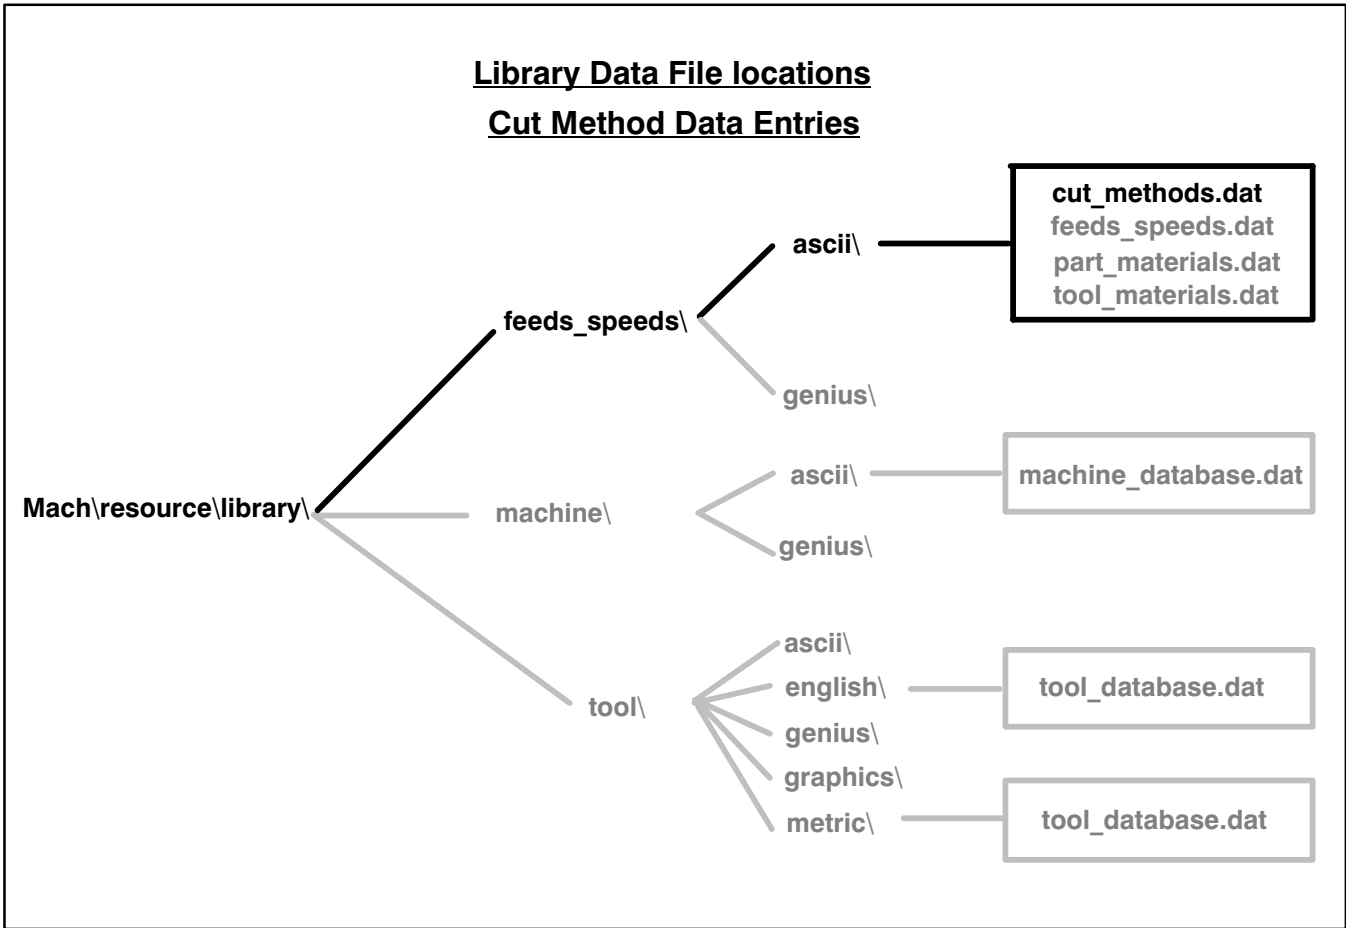 Library Data File locations
Cut Method Data Entries
cut_methods.dat
feeds_speeds.dat
part_materials.dat
tool_materials.dat
ascii\
feeds_speeds\
genius\
Mach\resource\library\
machine\
ascii\
machine_database.dat
genius\
tool\
ascii\
english\
tool_database.dat
genius\
graphics\
metric\
tool_database.dat